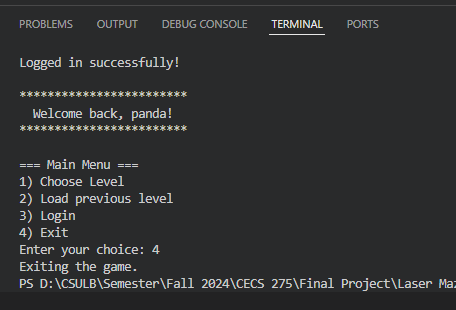 PROBLEMS OUTPUT DEBUG CONSOLE TERMINAL PORTS
Logged in successfully!
************************
Welcome back, panda!
************************
=== Main Menu ===
1) Choose Level
2) Load previous level
3) Login
4) Exit
Enter your choice: 4
Exiting the game.
PS D:\CSULB\Semester\Fall 2024\CECS 275\Final Project\Laser Maz